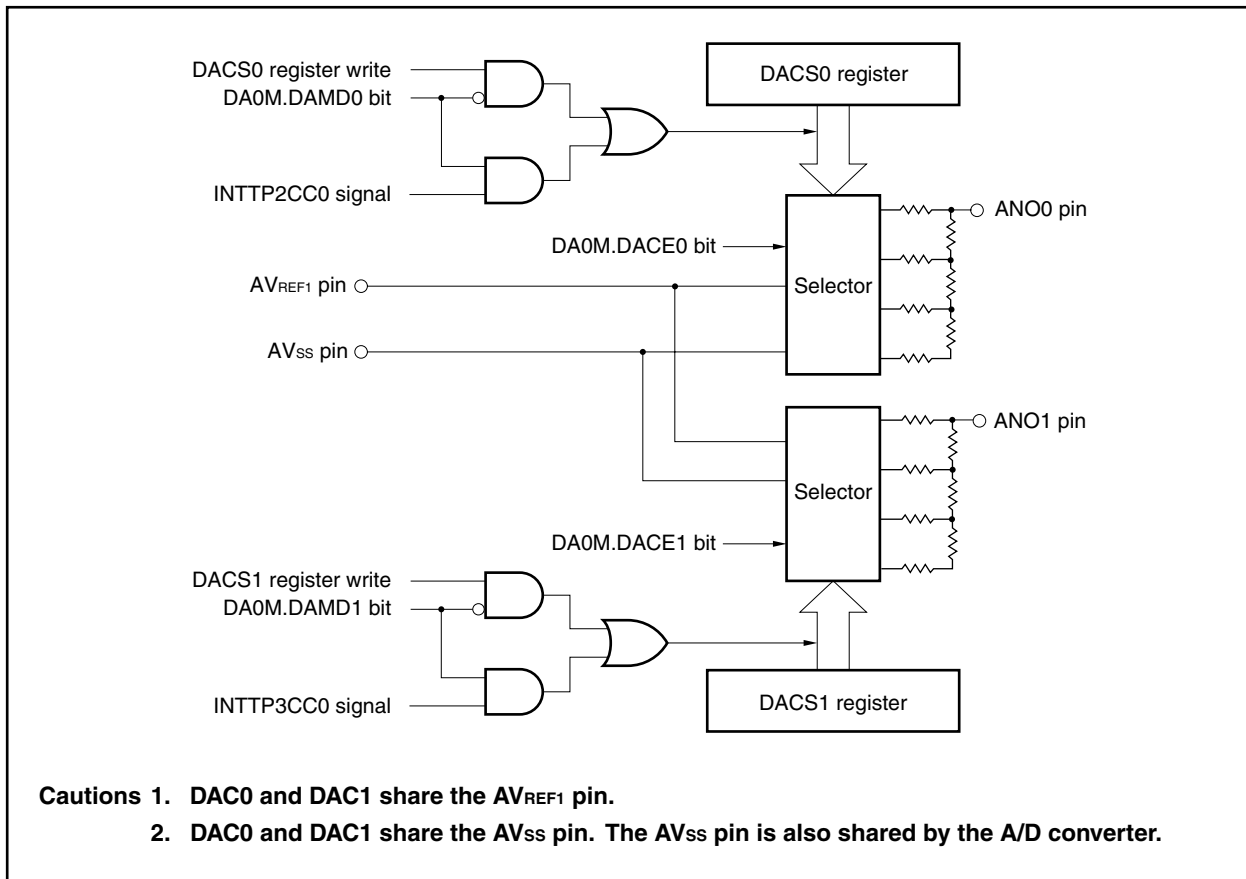 DACS0 register write
DA0M.DAMD0 bit
INTTP2CC0 signal
DACS0 register
DA0M.DACE0 bit
Selector
ANO0 pin
AVREF1 pin
AVSS pin
Selector
ANO1 pin
DA0M.DACE1 bit
DACS1 register write
DA0M.DAMD1 bit
INTTP3CC0 signal
DACS1 register
Cautions 1. DAC0 and DAC1 share the AVREF1 pin.
2. DAC0 and DAC1 share the AVSS pin. The AVSS pin is also shared by the A/D converter.